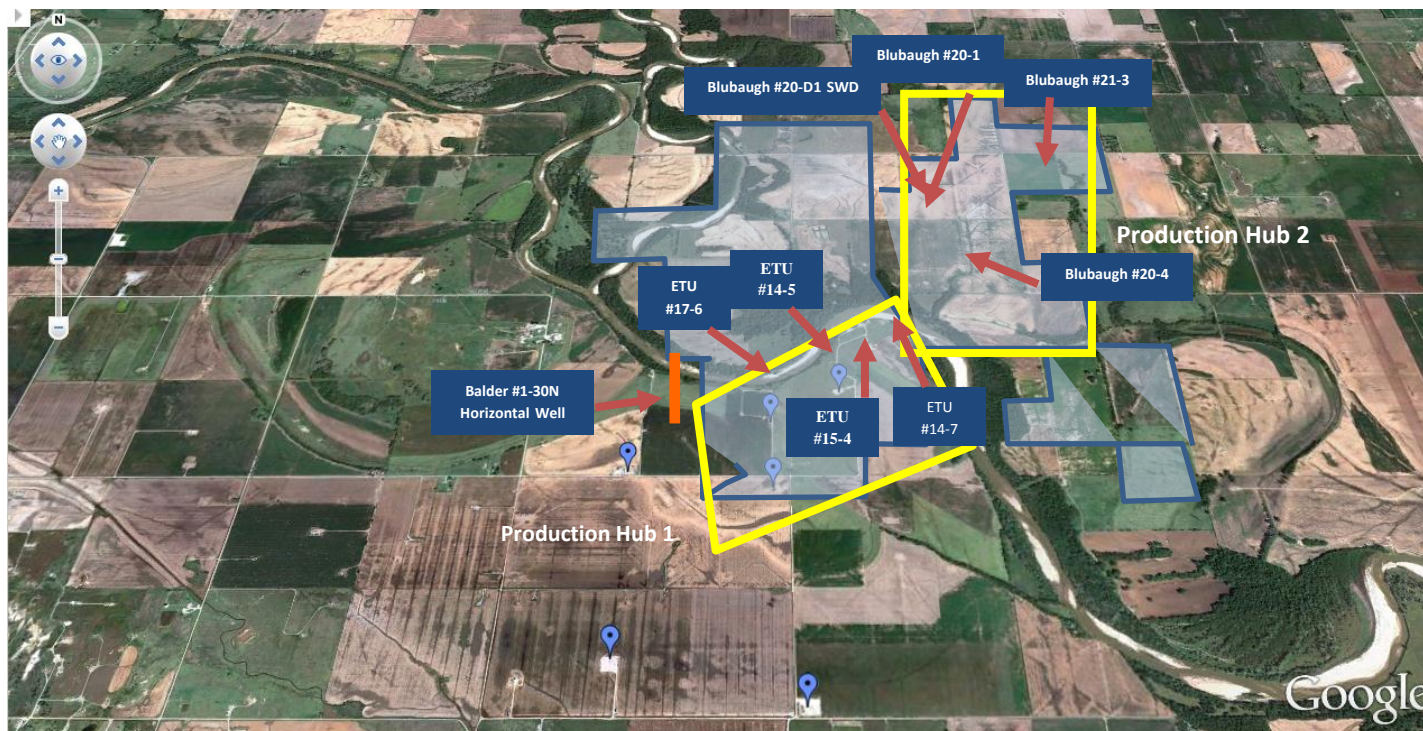 N
Blubaugh #20-1
Blubaugh #20-D1 SWD
Blubaugh #21-3
Production Hub 2
Blubaugh #20-4
ETU
#14-5
ETU
#17-6
Balder #1-30N
Horizontal Well
ETU
#15-4
ETU
#14-7
Production Hub 1
Google